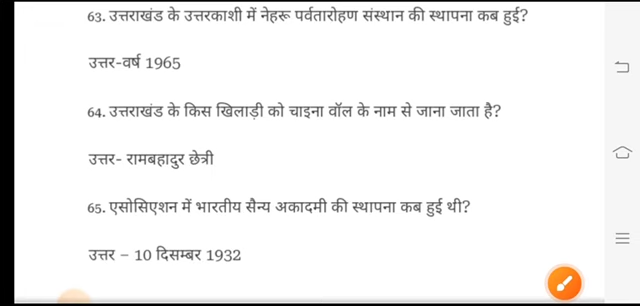 63. उत्तराखंड के उत्तरकाशी में नेहरू पर्वतारोहण संस्थान की स्थापना कब हुई?
उत्तर-वर्ष 1965
64. उत्तराखंड के किस खिलाड़ी को चाइना वॉल के नाम से जाना जाता है?
उत्तर- रामबहादुर छेत्री
65. एसोसिएशन में भारतीय सैन्य अकादमी की स्थापना कब हुई थी?
उत्तर – 10 दिसम्बर 1932